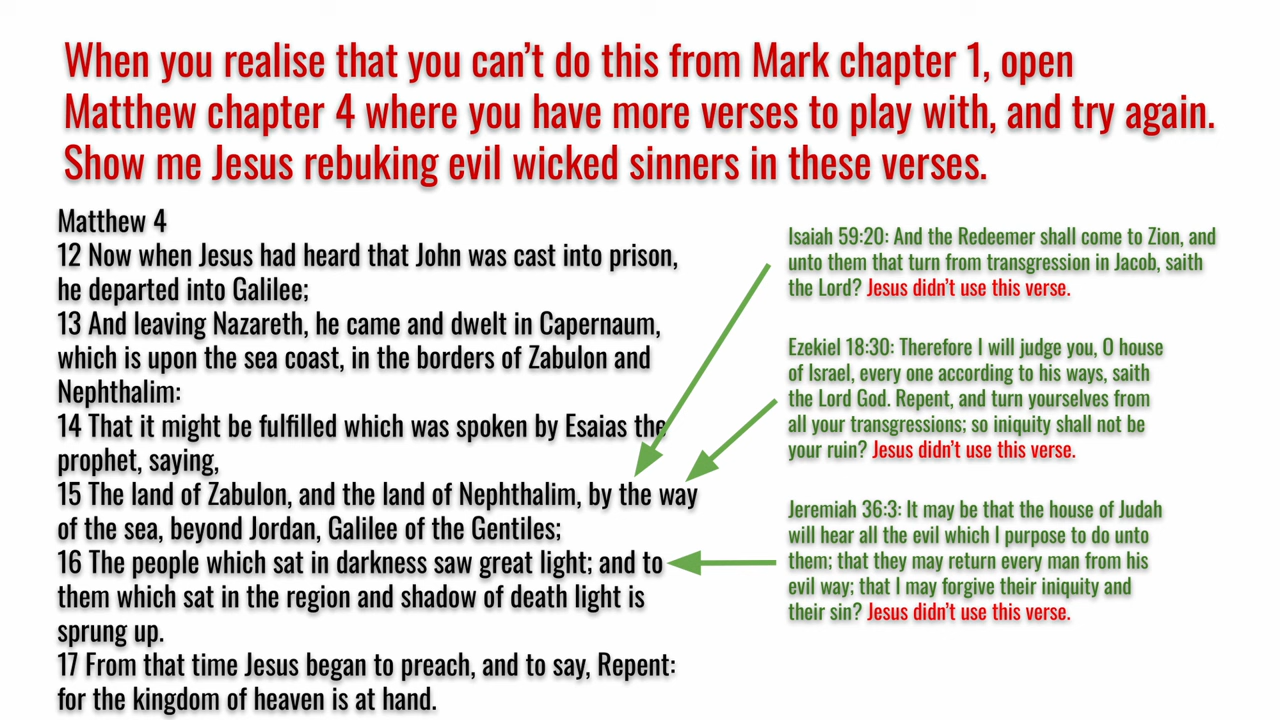 When you realise that you can't do this from Mark chapter 1, open
Matthew chapter 4 where you have more verses to play with, and try again.
Show me Jesus rebuking evil wicked sinners in these verses.
Matthew 4
12 Now when Jesus had heard that John was cast into prison,
he departed into Galilee;
13 And leaving Nazareth, he came and dwelt in Capernaum,
which is upon the sea coast, in the borders of Zabulon and
Nephthalim:
14 That it might be fulfilled which was spoken by Esaias the
prophet, saying,
15 The land of Zabulon, and the land of Nephthalim, by the way
of the sea, beyond Jordan, Galilee of the Gentiles;
16 The people which sat in darkness saw great light; and to
them which sat in the region and shadow of death light is
sprung up.
17 From that time Jesus began to preach, and to say, Repent:
for the kingdom of heaven is at hand.
Isaiah 59:20: And the Redeemer shall come to Zion, and
unto them that turn from transgression in Jacob, saith
the Lord? Jesus didn't use this verse.
Ezekiel 18:30: Therefore I will judge you, O house
of Israel, every one according to his ways, saith
the Lord God. Repent, and turn yourselves from
all your transgressions; so iniquity shall not be
your ruin? Jesus didn't use this verse.
Jeremiah 36:3: It may be that the house of Judah
will hear all the evil which I purpose to do unto
them; that they may return every man from his
evil way; that I may forgive their iniquity and
their sin? Jesus didn't use this verse.